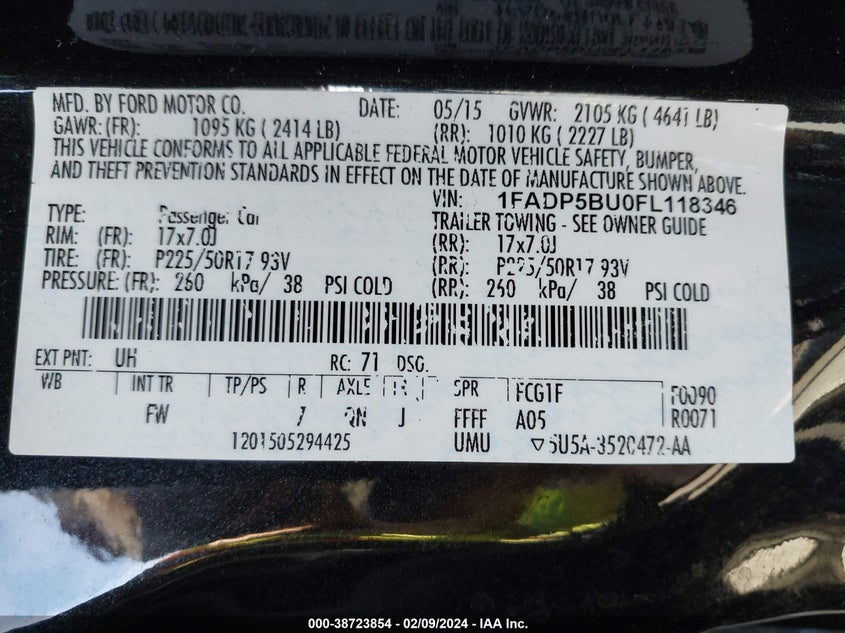 MFD. BY FORD MOTOR CO. DATE: 05/15 GVWR: 2105 KG ( 4641 LB)
GAWR: (FR): 1095 KG ( 2414 LB) (RR): 1010 KG ( 2227 LB)
THIS VEHICLE CONFORMS TO ALL APPLICABLE FEDERAL MOTOR VEHICLE SAFETY, BUMPER,
AND THEFT PREVENTION STANDARDS IN EFFECT ON THE DATE OF MANUFACTURE SHOWN ABOVE.
VIN: 1FADP5BU0FL118346
TYPE: Passenger Car TRAILER TOWING - SEE OWNER GUIDE
RIM: (FR): 17x7.0J (RR): 17x7.0J
TIRE: (FR): P225/50R17 93V (RR): P225/50R17 93V
PRESSURE: (FR): 260 kPa/ 38 PSI COLD (RR): 260 kPa/ 38 PSI COLD
EXT PNT: UH RC: 71 DSO:
WB INT TR TP/PS R AXLE TR SPR FCG1F F0090
FW 7 QN J FFFF A05 R0071
1201505294425 UMU ▽5U5A-3520472-AA
000-38723854 - 02/09/2024 - IAA Inc.